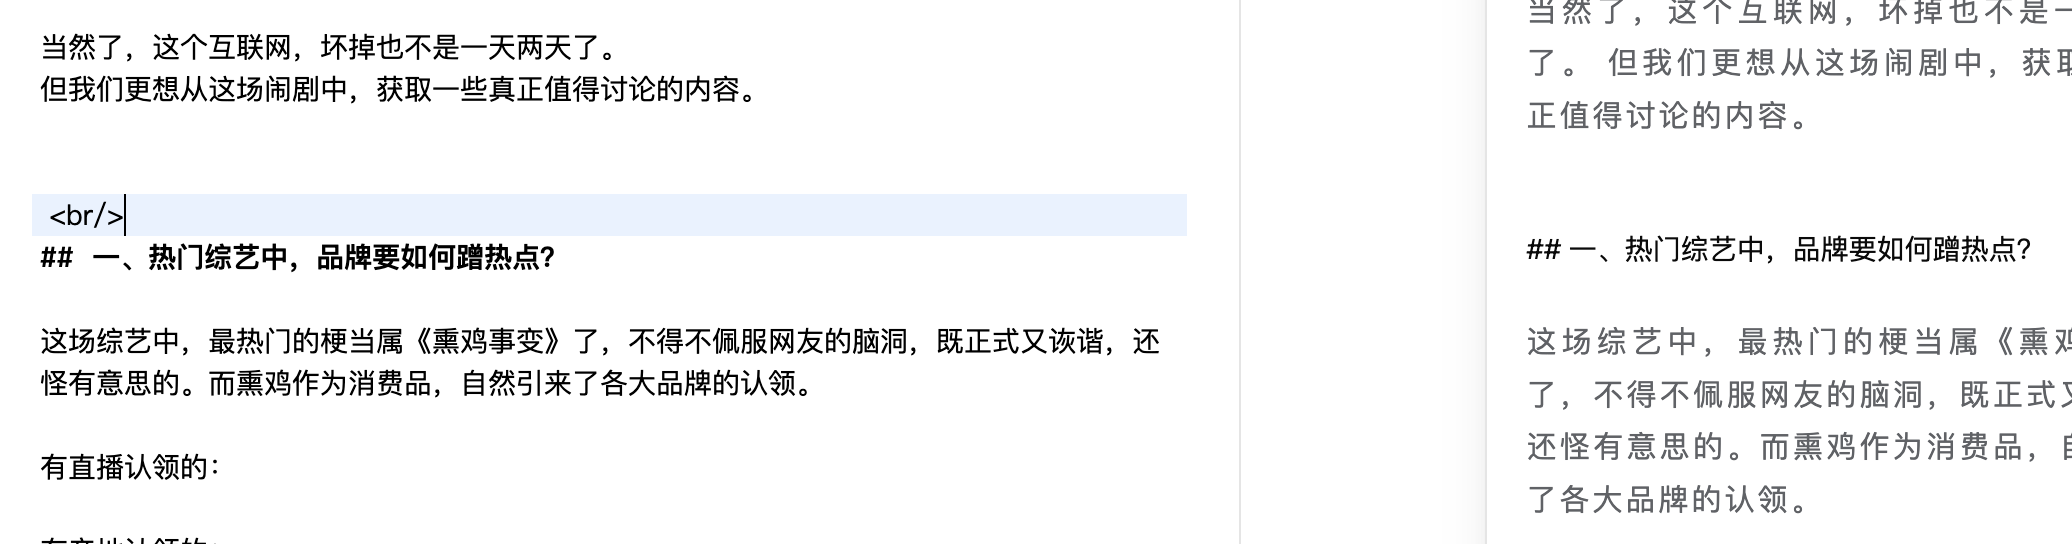 当然了，这个互联网，坏掉也不是一天两天了。
但我们更想从这场闹剧中，获取一些真正值得讨论的内容。
<br/>
## 一、热门综艺中，品牌要如何蹭热点？
这场综艺中，最热门的梗当属《熏鸡事变》了，不得不佩服网友的脑洞，既正式又诙谐，还
怪有意思的。而熏鸡作为消费品，自然引来了各大品牌的认领。
有直播认领的：
当然了，这个互联网，坏掉也不是一
了。 但我们更想从这场闹剧中，获取
正值得讨论的内容。
## 一、热门综艺中，品牌要如何蹭热点？
这场综艺中，最热门的梗当属《熏鸡
了，不得不佩服网友的脑洞，既正式又
还怪有意思的。而熏鸡作为消费品，自
了各大品牌的认领。